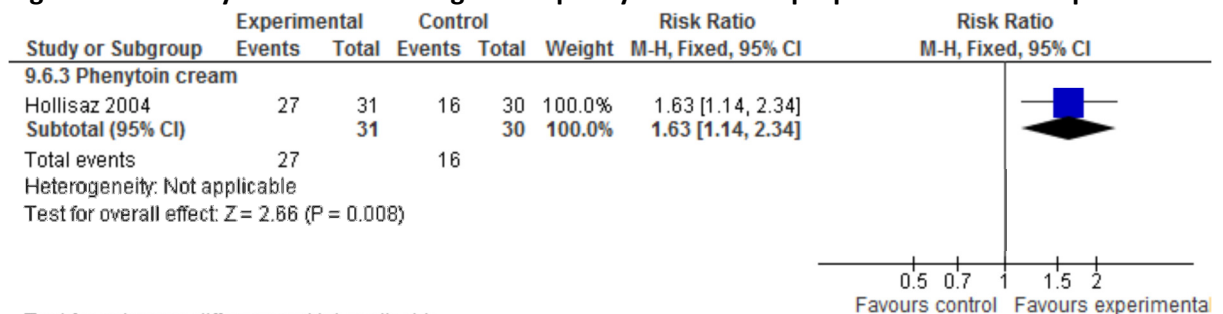 Experimental Control Risk Ratio Risk Ratio
Study or Subgroup Events Total Events Total Weight M-H, Fixed, 95% CI M-H, Fixed, 95% CI
9.6.3 Phenytoin cream
Hollisaz 2004 27 31 16 30 100.0% 1.63 [1.14, 2.34]
Subtotal (95% CI) 31 30 100.0% 1.63 [1.14, 2.34]
Total events 27 16
Heterogeneity: Not applicable
Test for overall effect: Z = 2.66 (P = 0.008)
0.5 0.7 1 1.5 2
Favours control Favours experimental